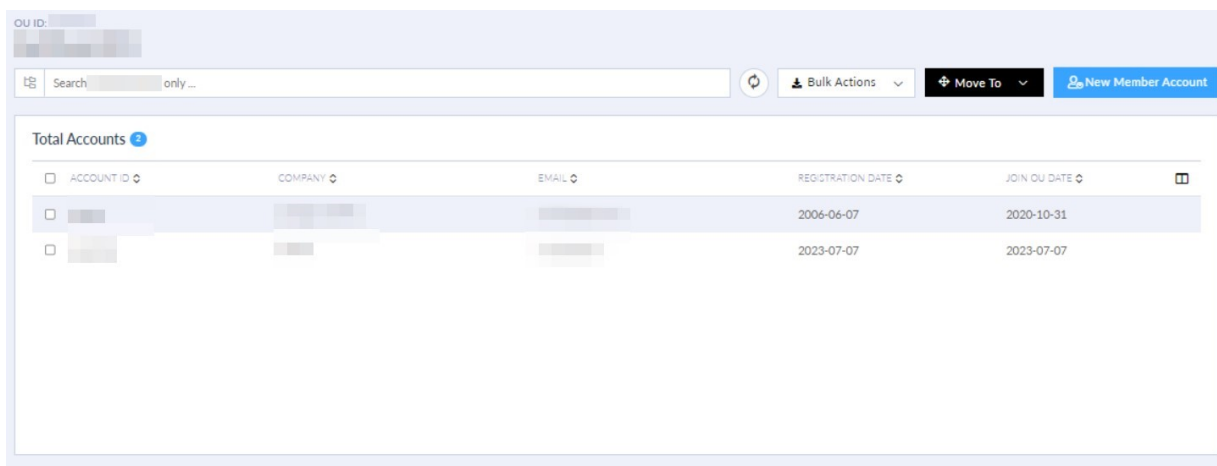 OU ID:
Search only ...
Bulk Actions
Move To
New Member Account
Total Accounts 2
ACCOUNT ID COMPANY EMAIL REGISTRATION DATE JOIN OU DATE
2006-06-07 2020-10-31
2023-07-07 2023-07-07